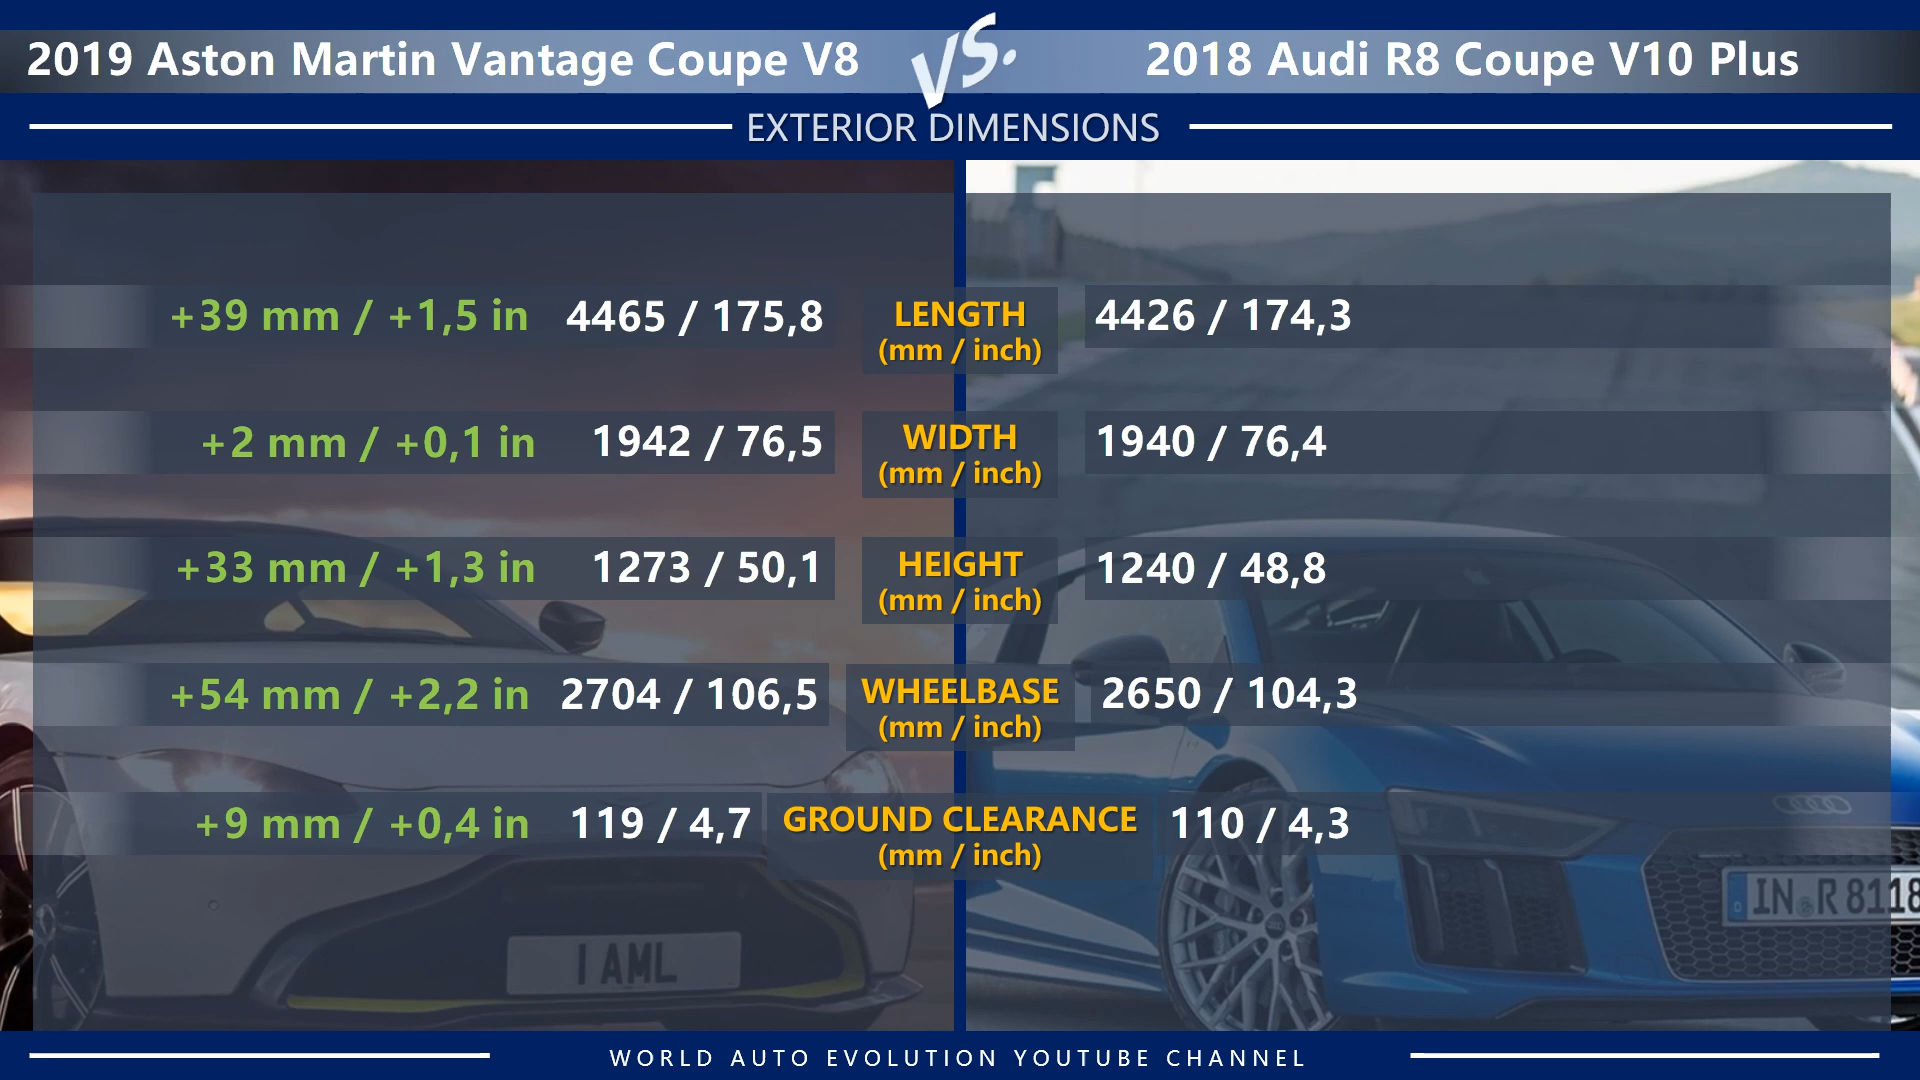 2019 Aston Martin Vantage Coupe V8 VS. 2018 Audi R8 Coupe V10 Plus
EXTERIOR DIMENSIONS
+39 mm / +1,5 in 4465 / 175,8 LENGTH 4426 / 174,3
(mm / inch)
+2 mm / +0,1 in 1942 / 76,5 WIDTH 1940 / 76,4
(mm / inch)
+33 mm / +1,3 in 1273 / 50,1 HEIGHT 1240 / 48,8
(mm / inch)
+54 mm / +2,2 in 2704 / 106,5 WHEELBASE 2650 / 104,3
(mm / inch)
+9 mm / +0,4 in 119 / 4,7 GROUND CLEARANCE 110 / 4,3
(mm / inch)
IN R 8118
1 AML
WORLD AUTO EVOLUTION YOUTUBE CHANNEL